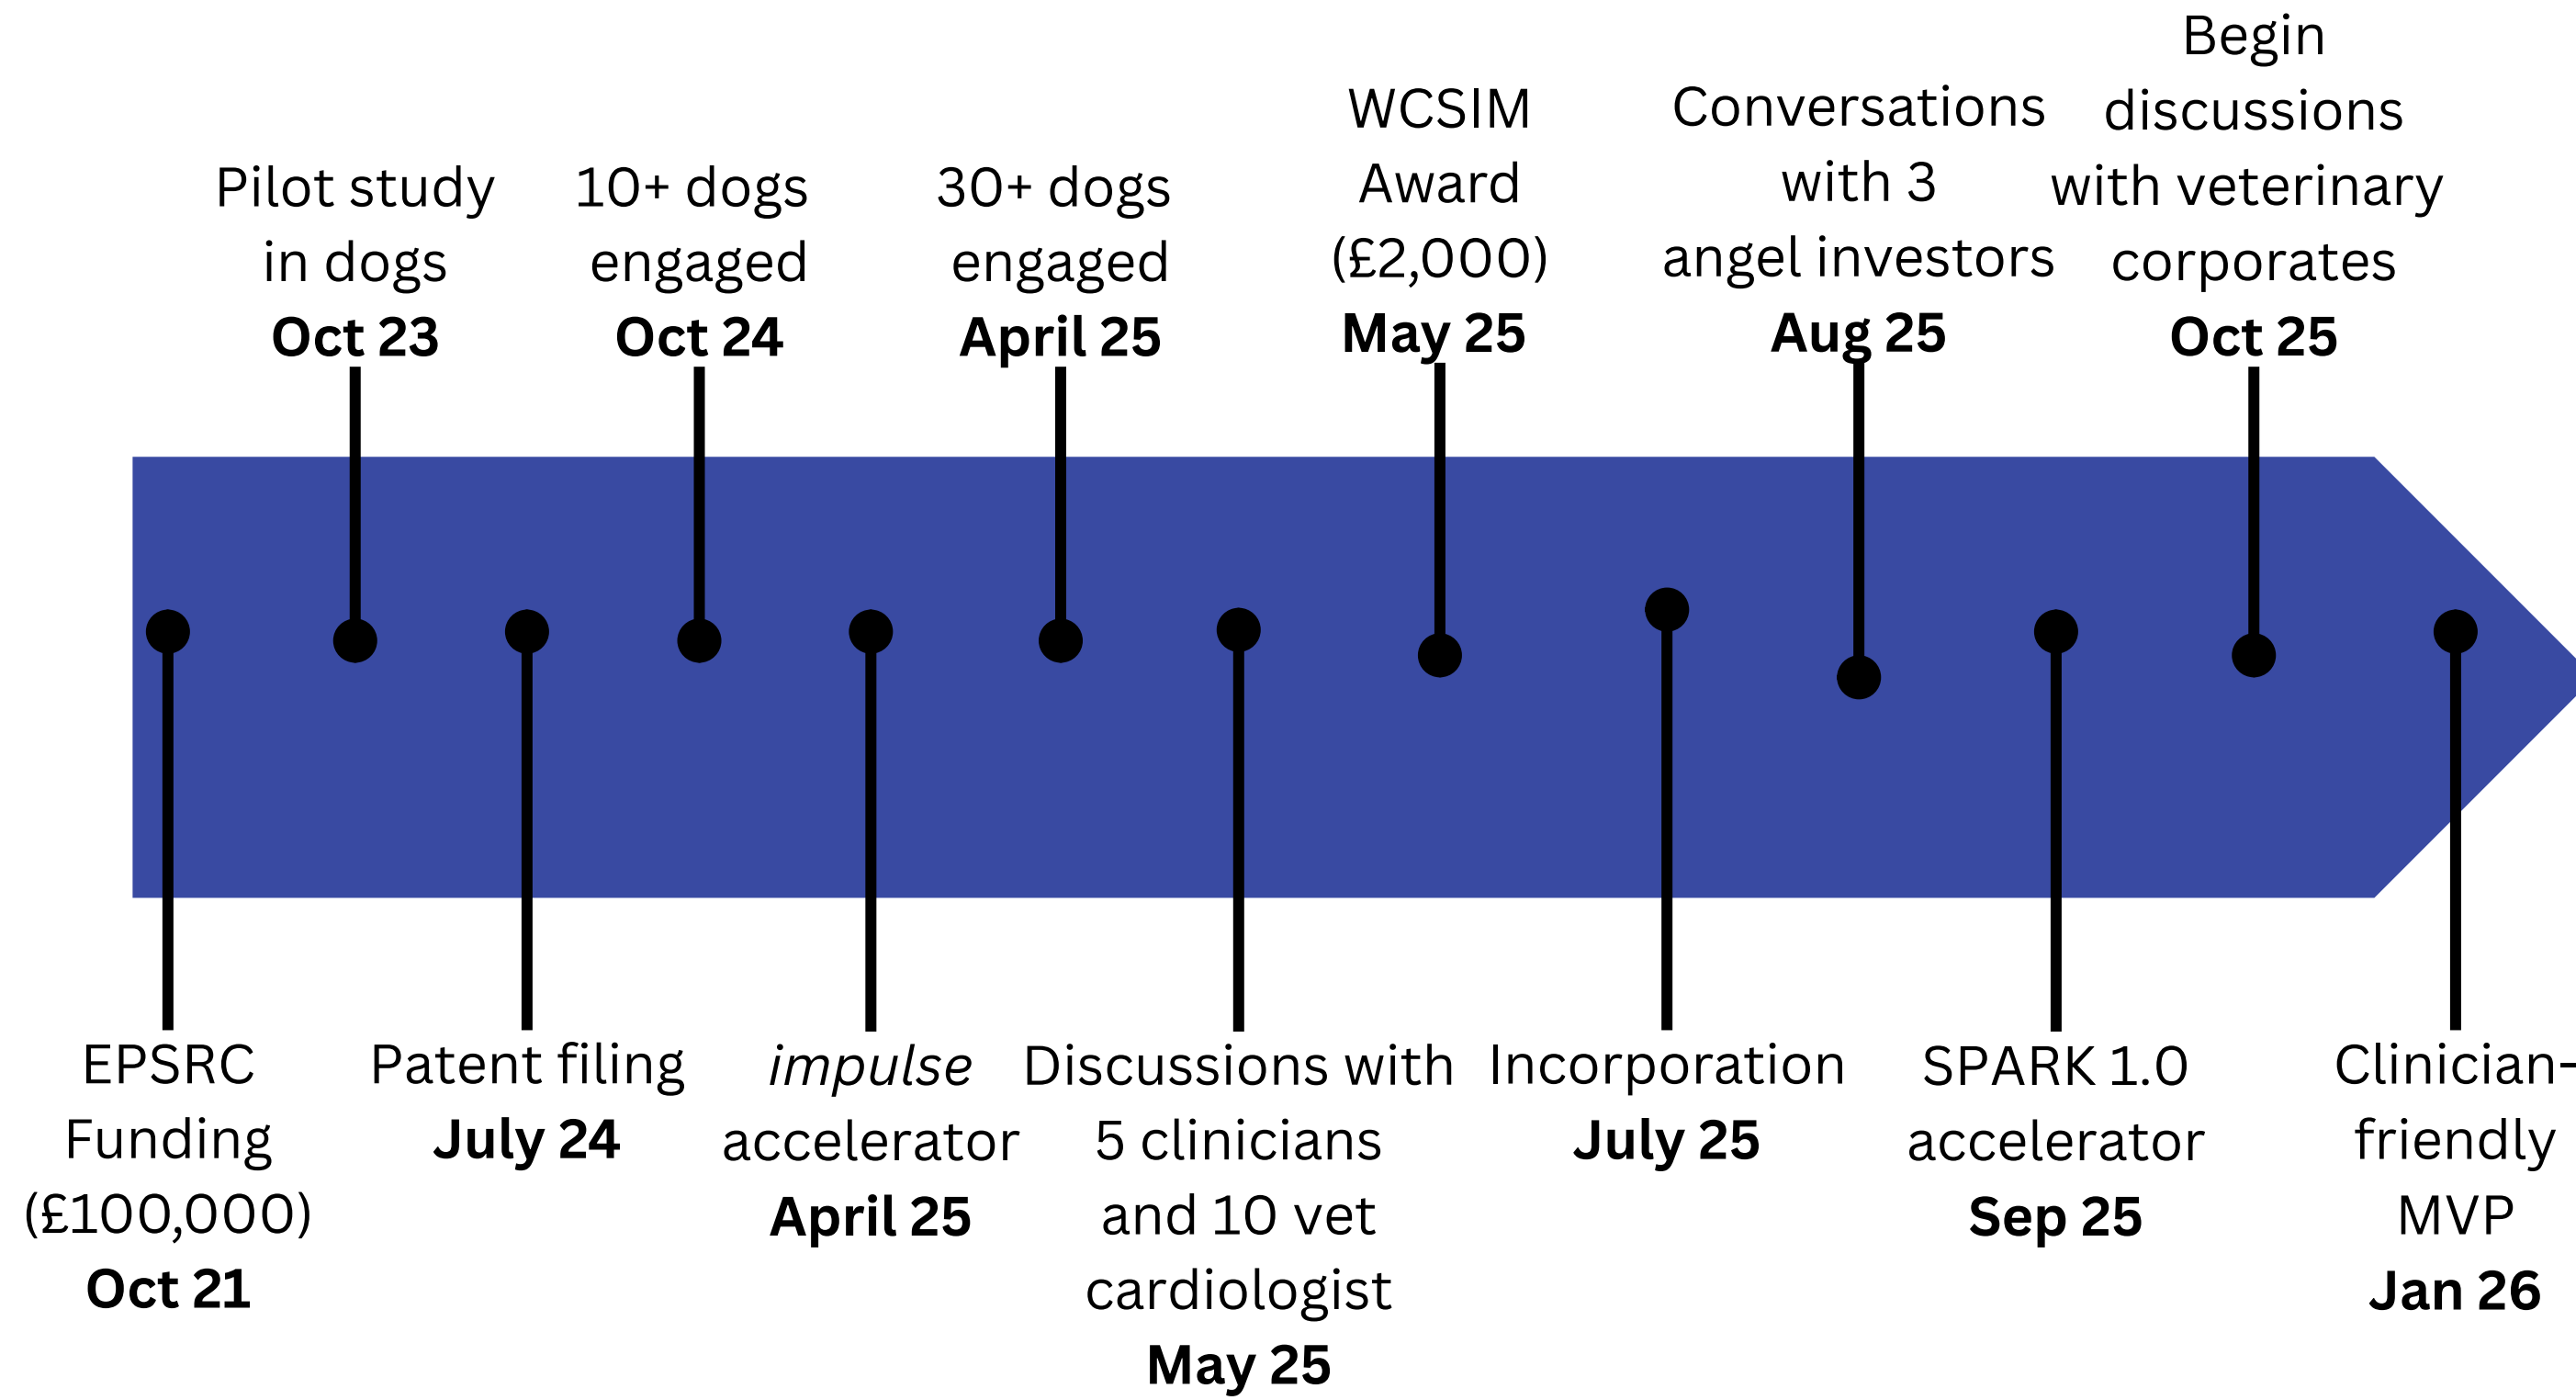 Pilot study
in dogs
Oct 23
10+ dogs
engaged
Oct 24
30+ dogs
engaged
April 25
WCSIM
Award
(£2,000)
May 25
Conversations
with 3
angel investors
Aug 25
Begin
discussions
with veterinary
corporates
Oct 25
EPSRC
Funding
(£100,000)
Oct 21
Patent filing
July 24
impulse
accelerator
April 25
Discussions with
5 clinicians
and 10 vet
cardiologist
May 25
Incorporation
July 25
SPARK 1.0
accelerator
Sep 25
Clinician-
friendly
MVP
Jan 26